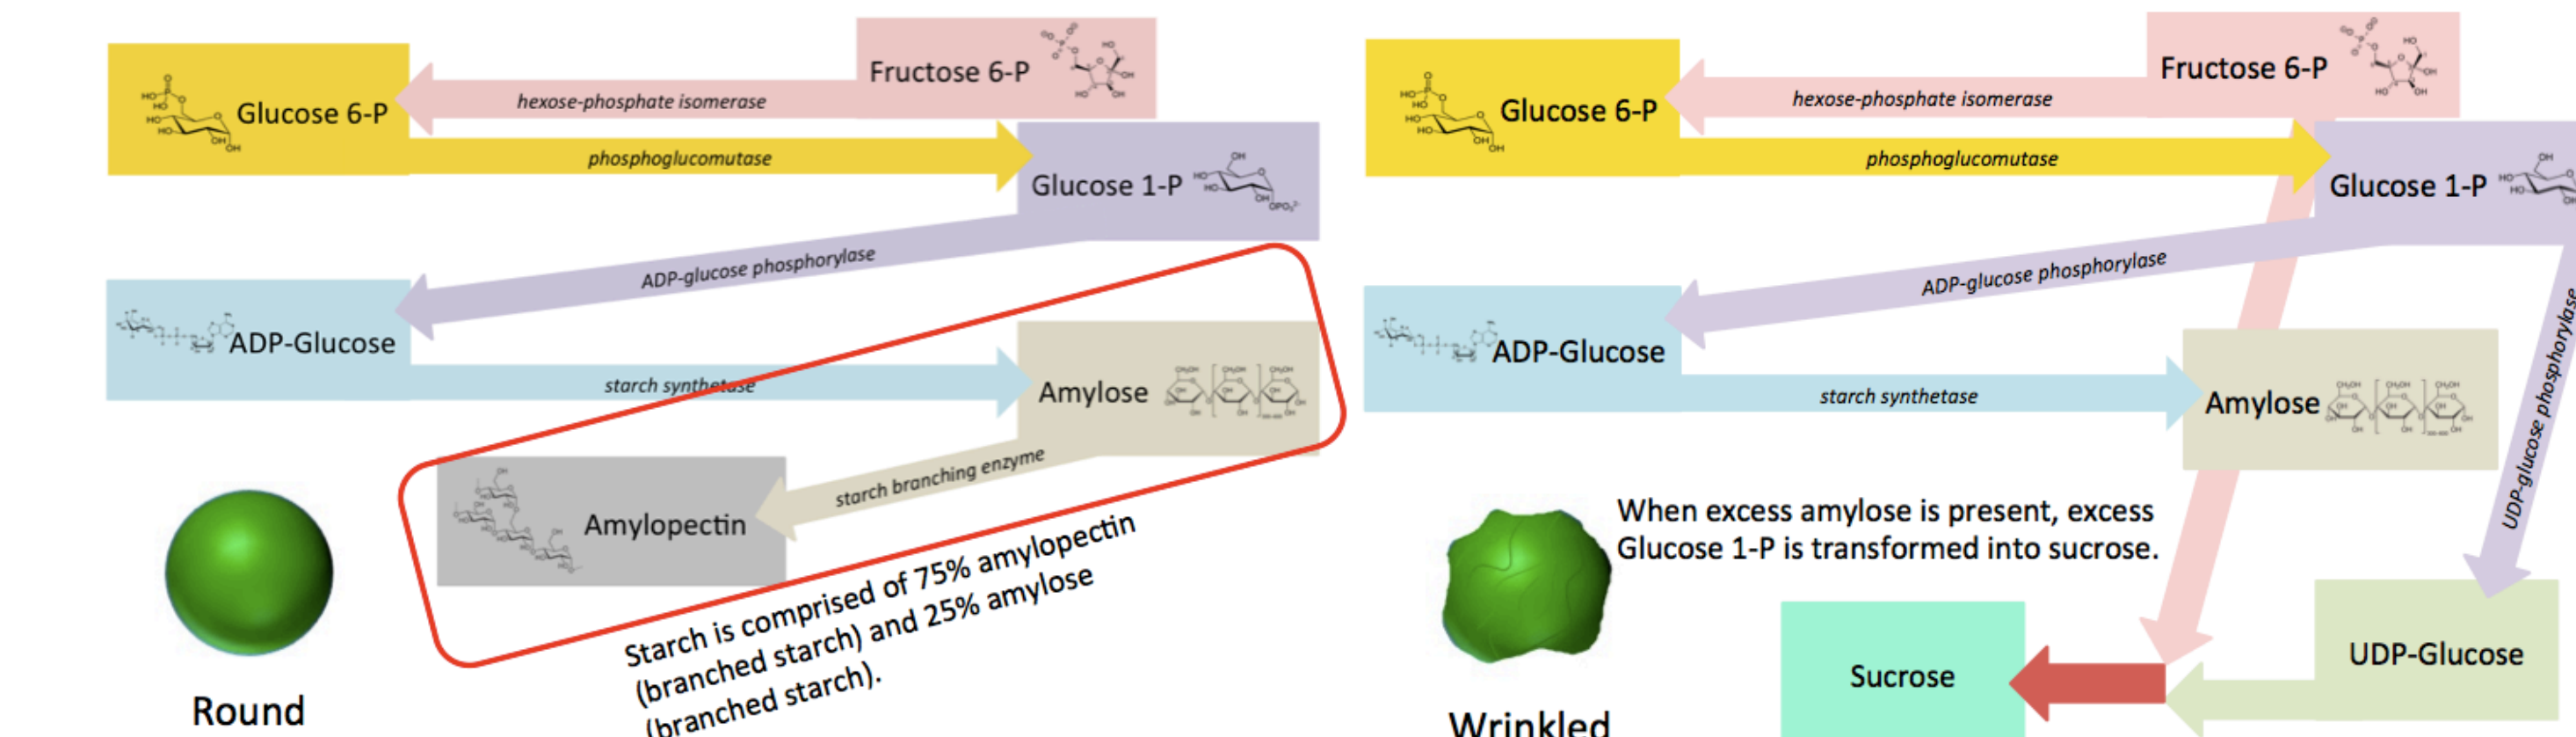 Fructose 6-P
hexose-phosphate isomerase
Glucose 6-P
phosphoglucomutase
Glucose 1-P
ADP-glucose phosphorylase
ADP-Glucose
starch synthetase
Amylose
starch branching enzyme
Amylopectin
Starch is comprised of 75% amylopectin
(branched starch) and 25% amylose
(branched starch).
Round
Fructose 6-P
hexose-phosphate isomerase
Glucose 6-P
phosphoglucomutase
Glucose 1-P
ADP-glucose phosphorylase
UDP-glucose phosphorylase
ADP-Glucose
starch synthetase
Amylose
When excess amylose is present, excess
Glucose 1-P is transformed into sucrose.
UDP-Glucose
Sucrose
Wrinkled